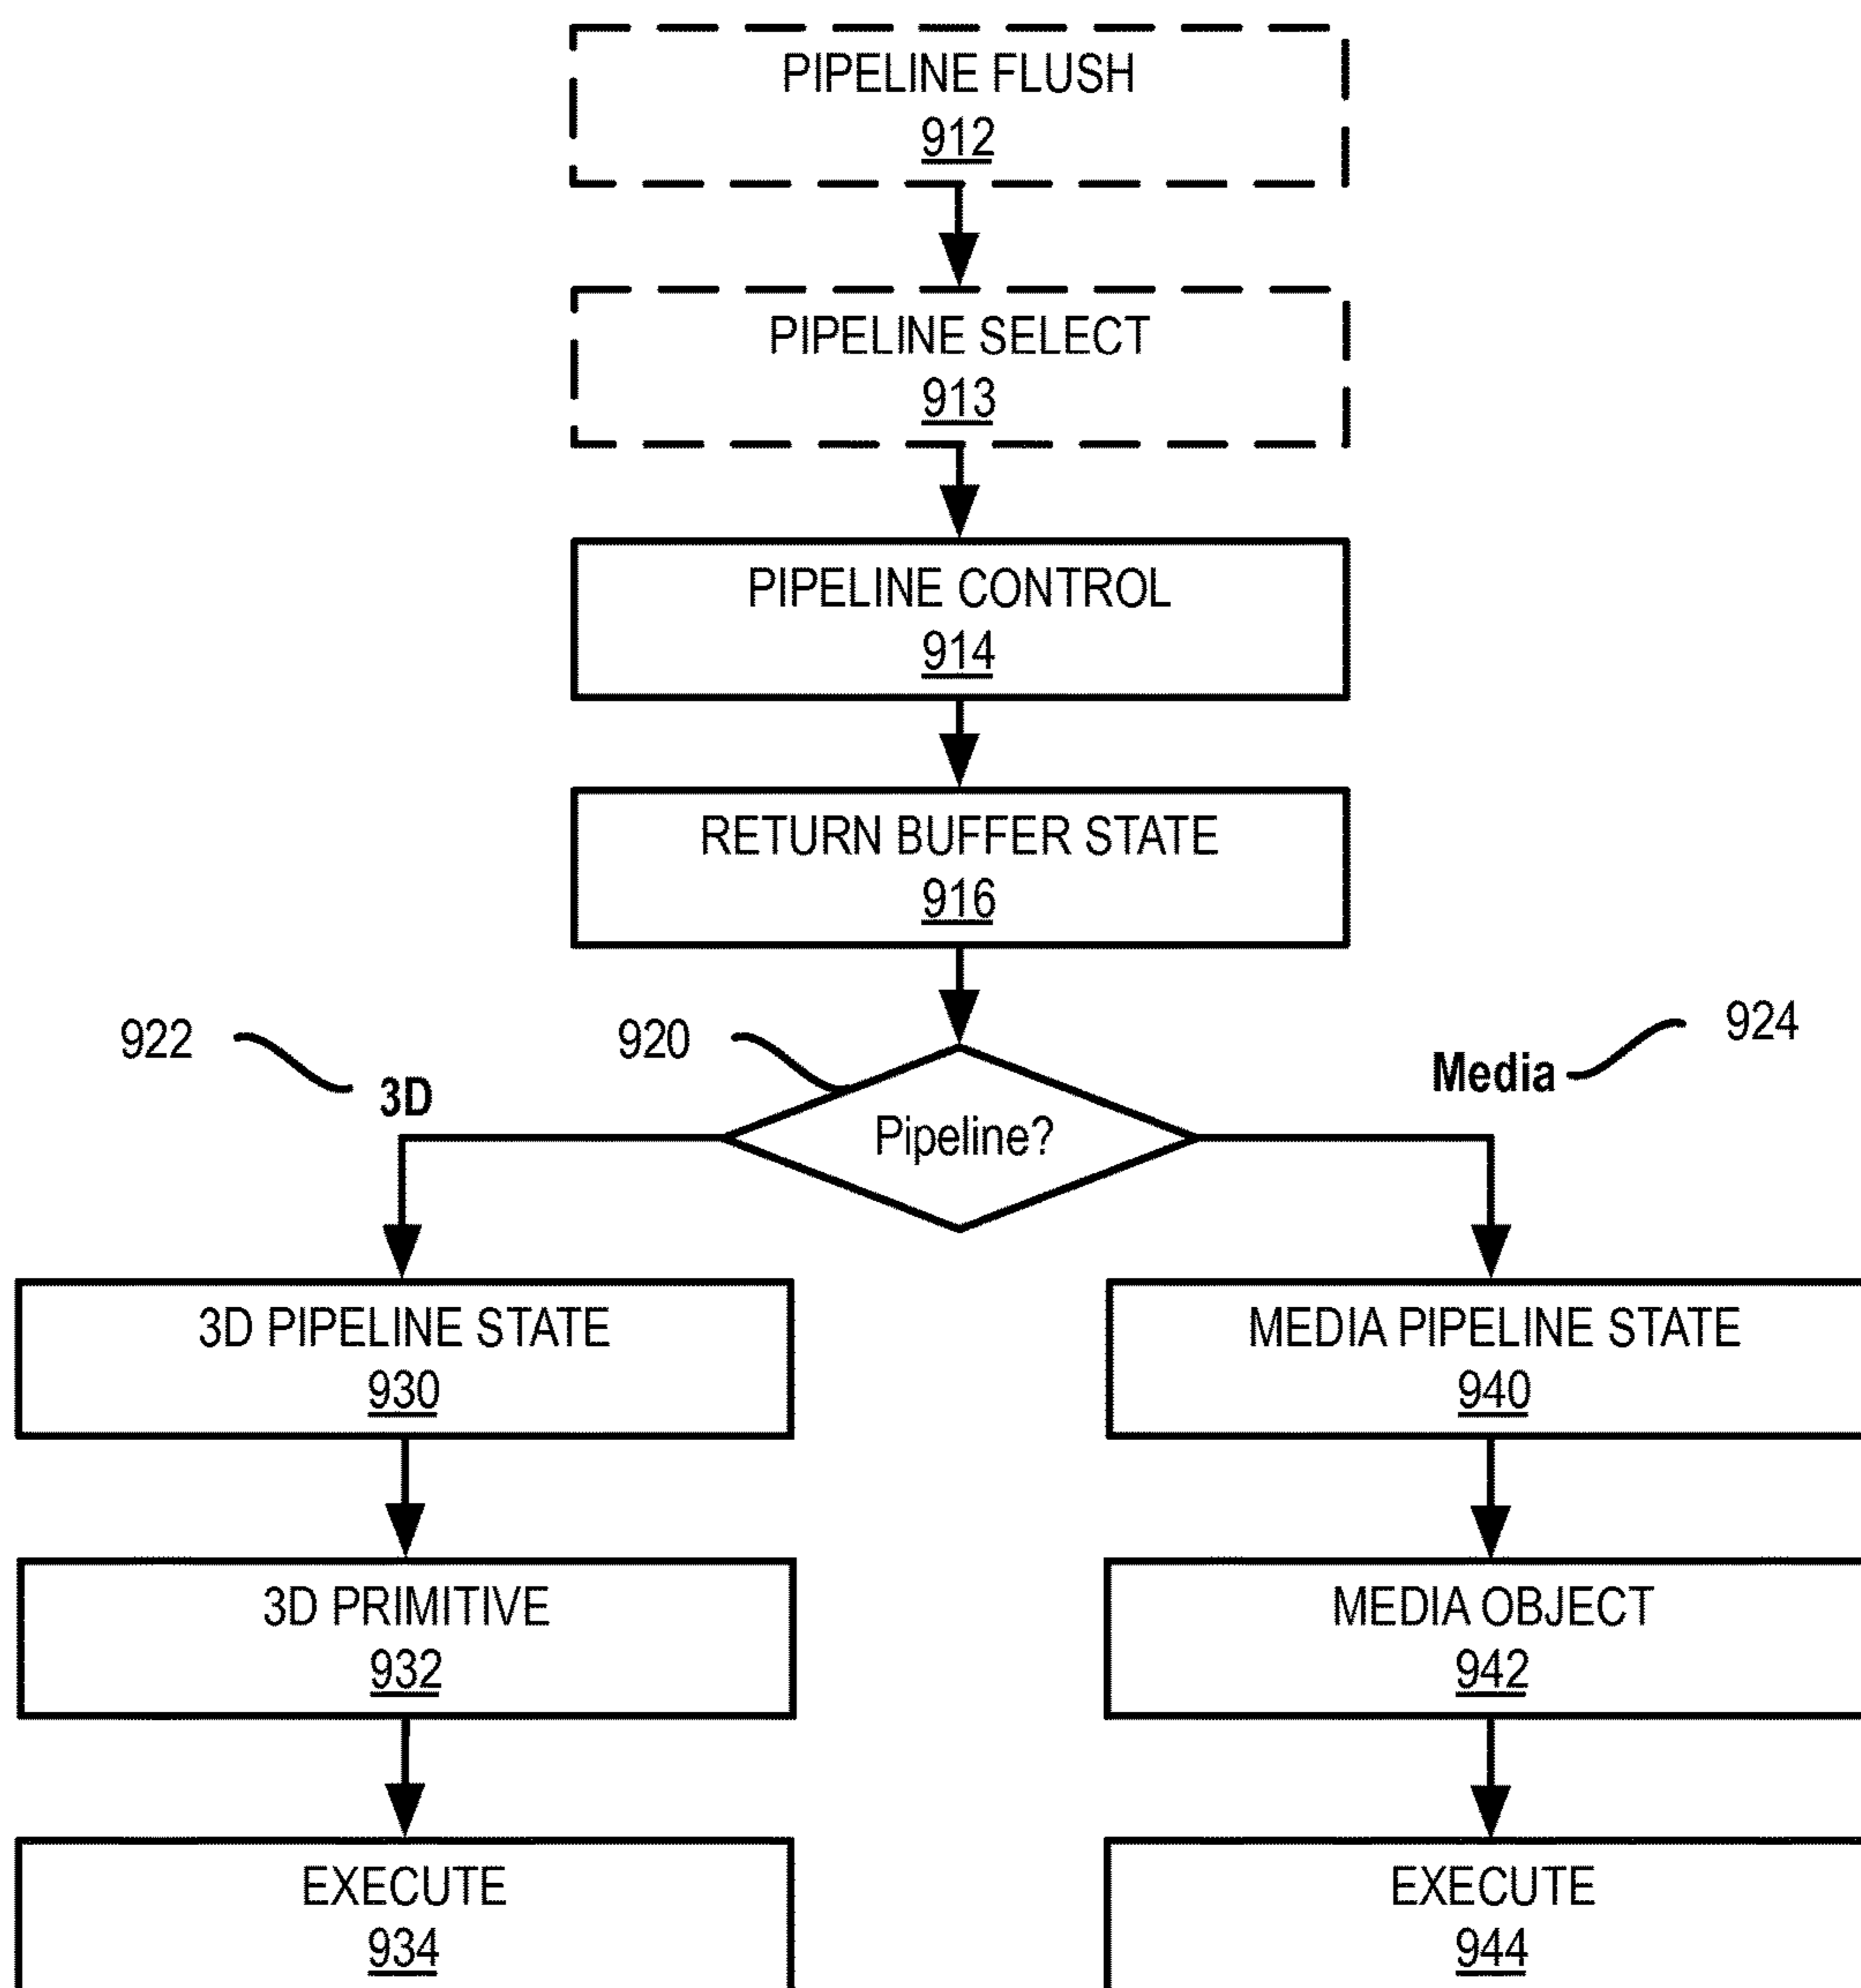 PIPELINE FLUSH
912
PIPELINE SELECT
913
PIPELINE CONTROL
914
RETURN BUFFER STATE
916
922
920
924
3D
Media
Pipeline?
3D PIPELINE STATE
930
MEDIA PIPELINE STATE
940
3D PRIMITIVE
932
MEDIA OBJECT
942
EXECUTE
934
EXECUTE
944